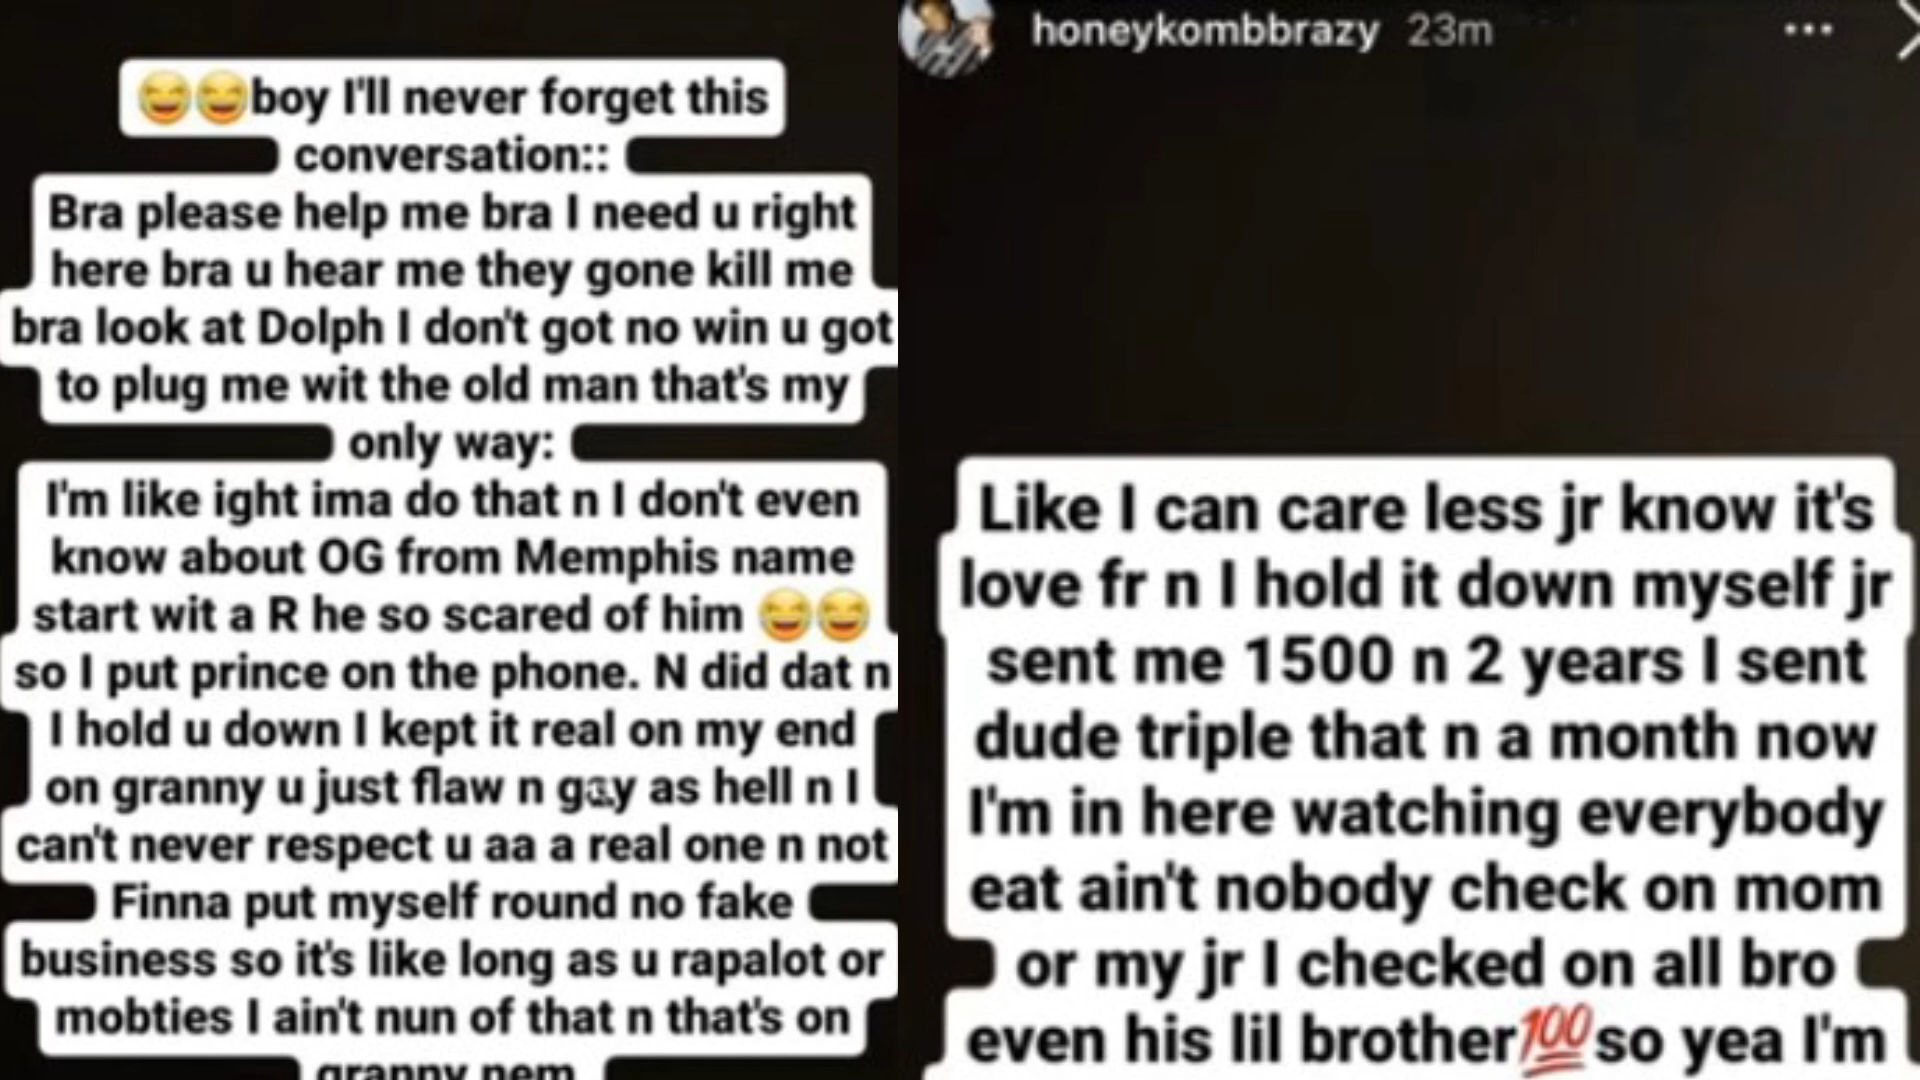 😂😂boy I'll never forget this
conversation::
Bra please help me bra I need u right
here bra u hear me they gone kill me
bra look at Dolph I don't got no win u got
to plug me wit the old man that's my
only way:
I'm like ight ima do that n I don't even
know about OG from Memphis name
start wit a R he so scared of him 😂😂
so I put prince on the phone. N did dat n
I hold u down I kept it real on my end
on granny u just flaw n gay as hell n I
can't never respect u aa a real one n not
Finna put myself round no fake
business so it's like long as u rapalot or
mobties I ain't nun of that n that's on
granny nem
honeykombbrazy 23m
Like I can care less jr know it's
love fr n I hold it down myself jr
sent me 1500 n 2 years I sent
dude triple that n a month now
I'm in here watching everybody
eat ain't nobody check on mom
or my jr I checked on all bro
even his lil brother💯so yea I'm